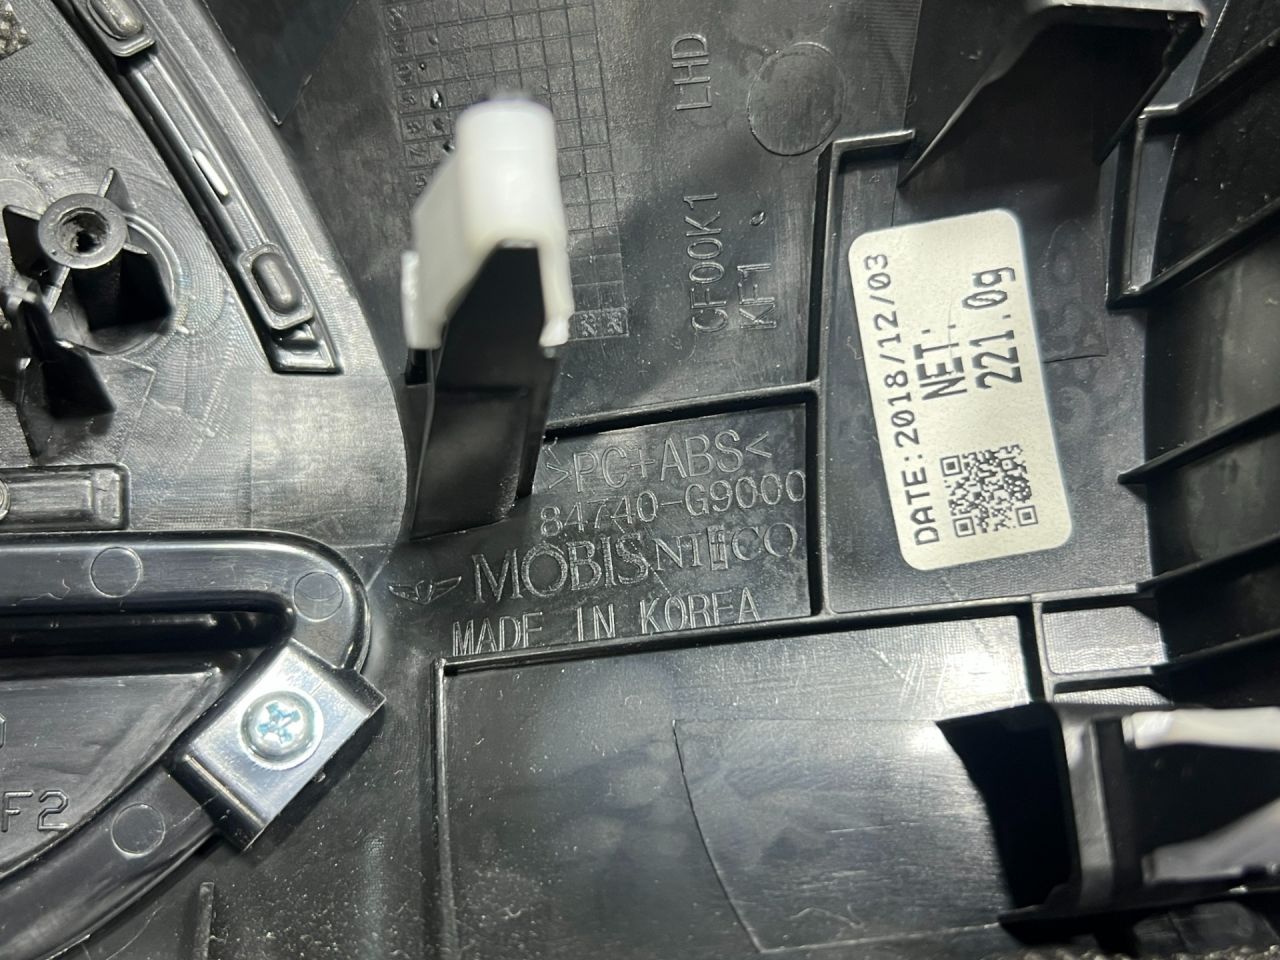 LHD
CF00K1
KF1
DATE:2018/12/03
NET.
221.0g
>PC+ABS<
84740-G9000
MOBIS NIfCO
MADE IN KOREA
F2